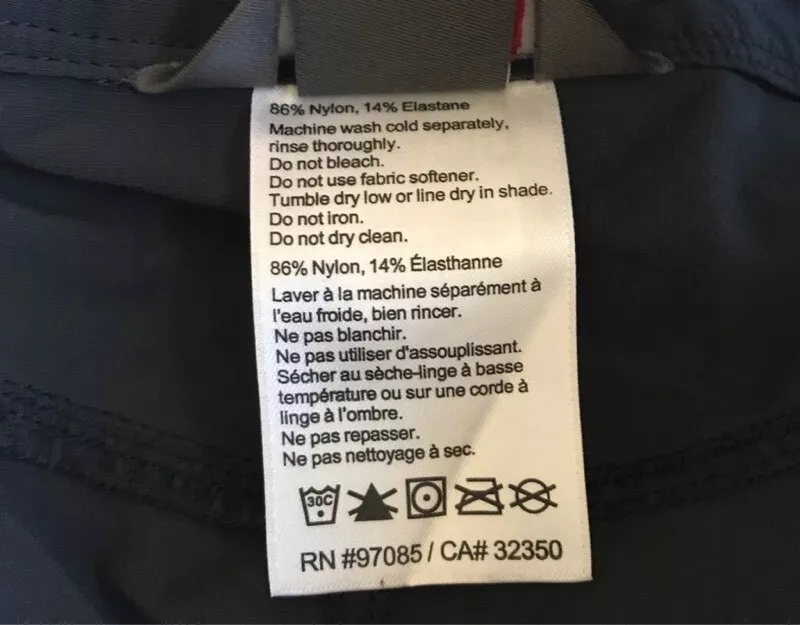 86% Nylon, 14% Elastane
Machine wash cold separately,
rinse thoroughly.
Do not bleach.
Do not use fabric softener.
Tumble dry low or line dry in shade.
Do not iron.
Do not dry clean.
86% Nylon, 14% Élasthanne
Laver à la machine séparément à
l'eau froide, bien rincer.
Ne pas blanchir.
Ne pas utiliser d'assouplissant.
Sécher au sèche-linge à basse
température ou sur une corde à
linge à l'ombre.
Ne pas repasser.
Ne pas nettoyage à sec.
30C
RN #97085 / CA# 32350